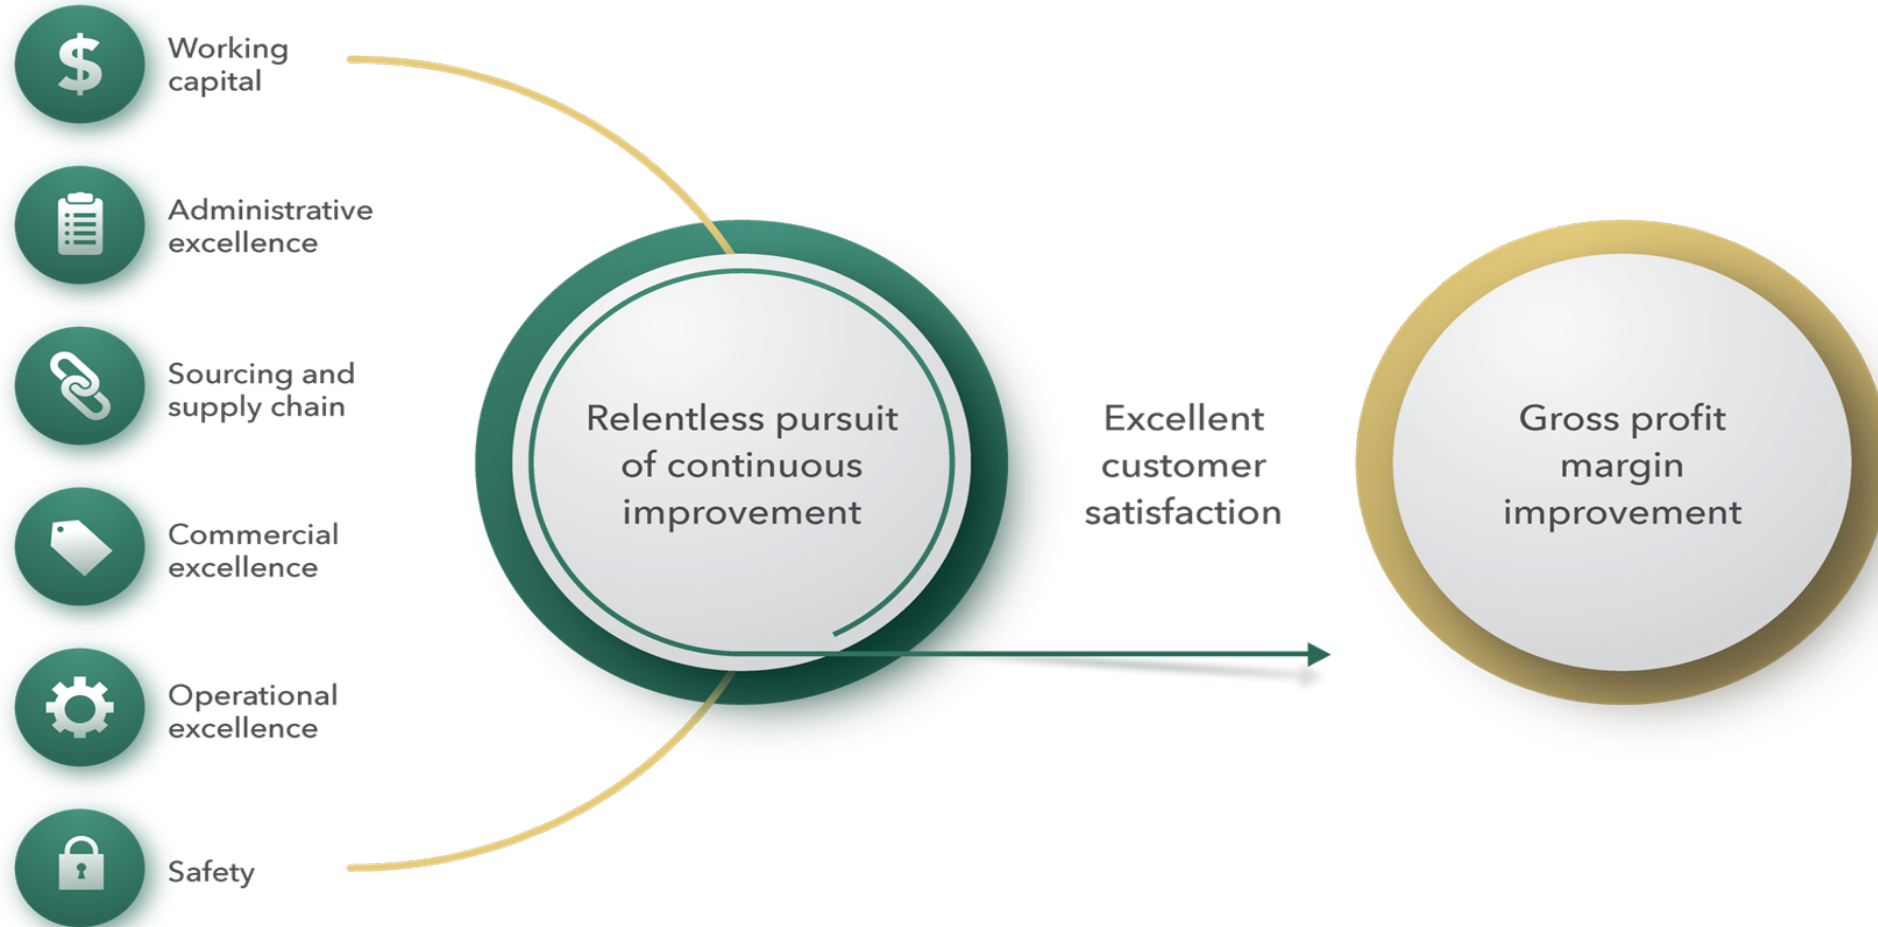 $
Working
capital
Administrative
excellence
Sourcing and
supply chain
Commercial
excellence
Operational
excellence
Safety
Relentless pursuit
of continuous
improvement
Excellent
customer
satisfaction
Gross profit
margin
improvement